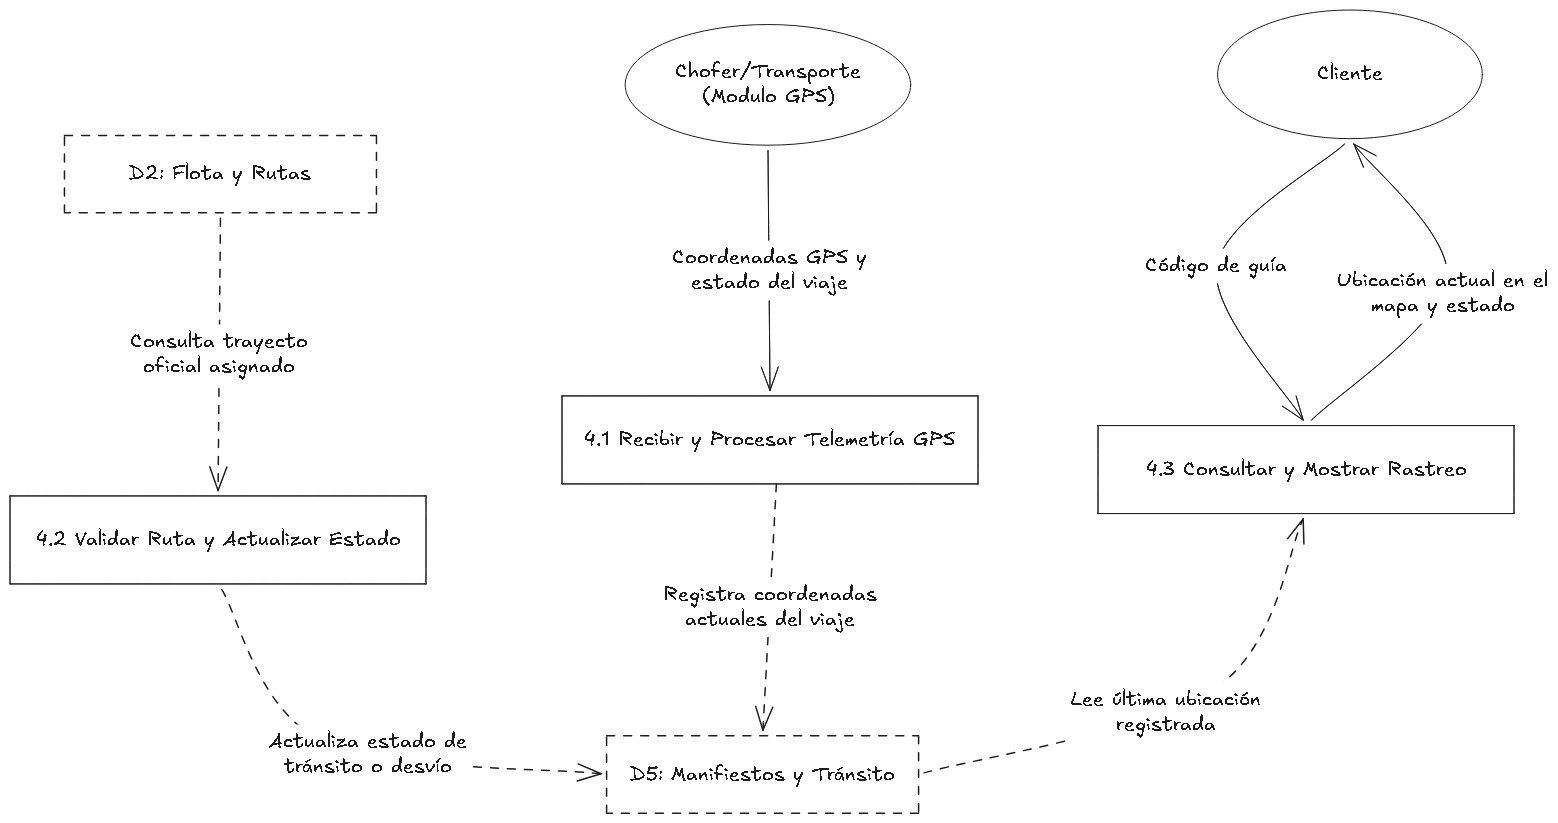 Chofer/Transporte
(Modulo GPS)
Cliente
D2: Flota y Rutas
Coordenadas GPS y
estado del viaje
Código de guía
Ubicación actual en el
mapa y estado
Consulta trayecto
oficial asignado
4.1 Recibir y Procesar Telemetría GPS
4.3 Consultar y Mostrar Rastreo
4.2 Validar Ruta y Actualizar Estado
Registra coordenadas
actuales del viaje
Lee última ubicación
registrada
Actualiza estado de
tránsito o desvío
D5: Manifiestos y Tránsito